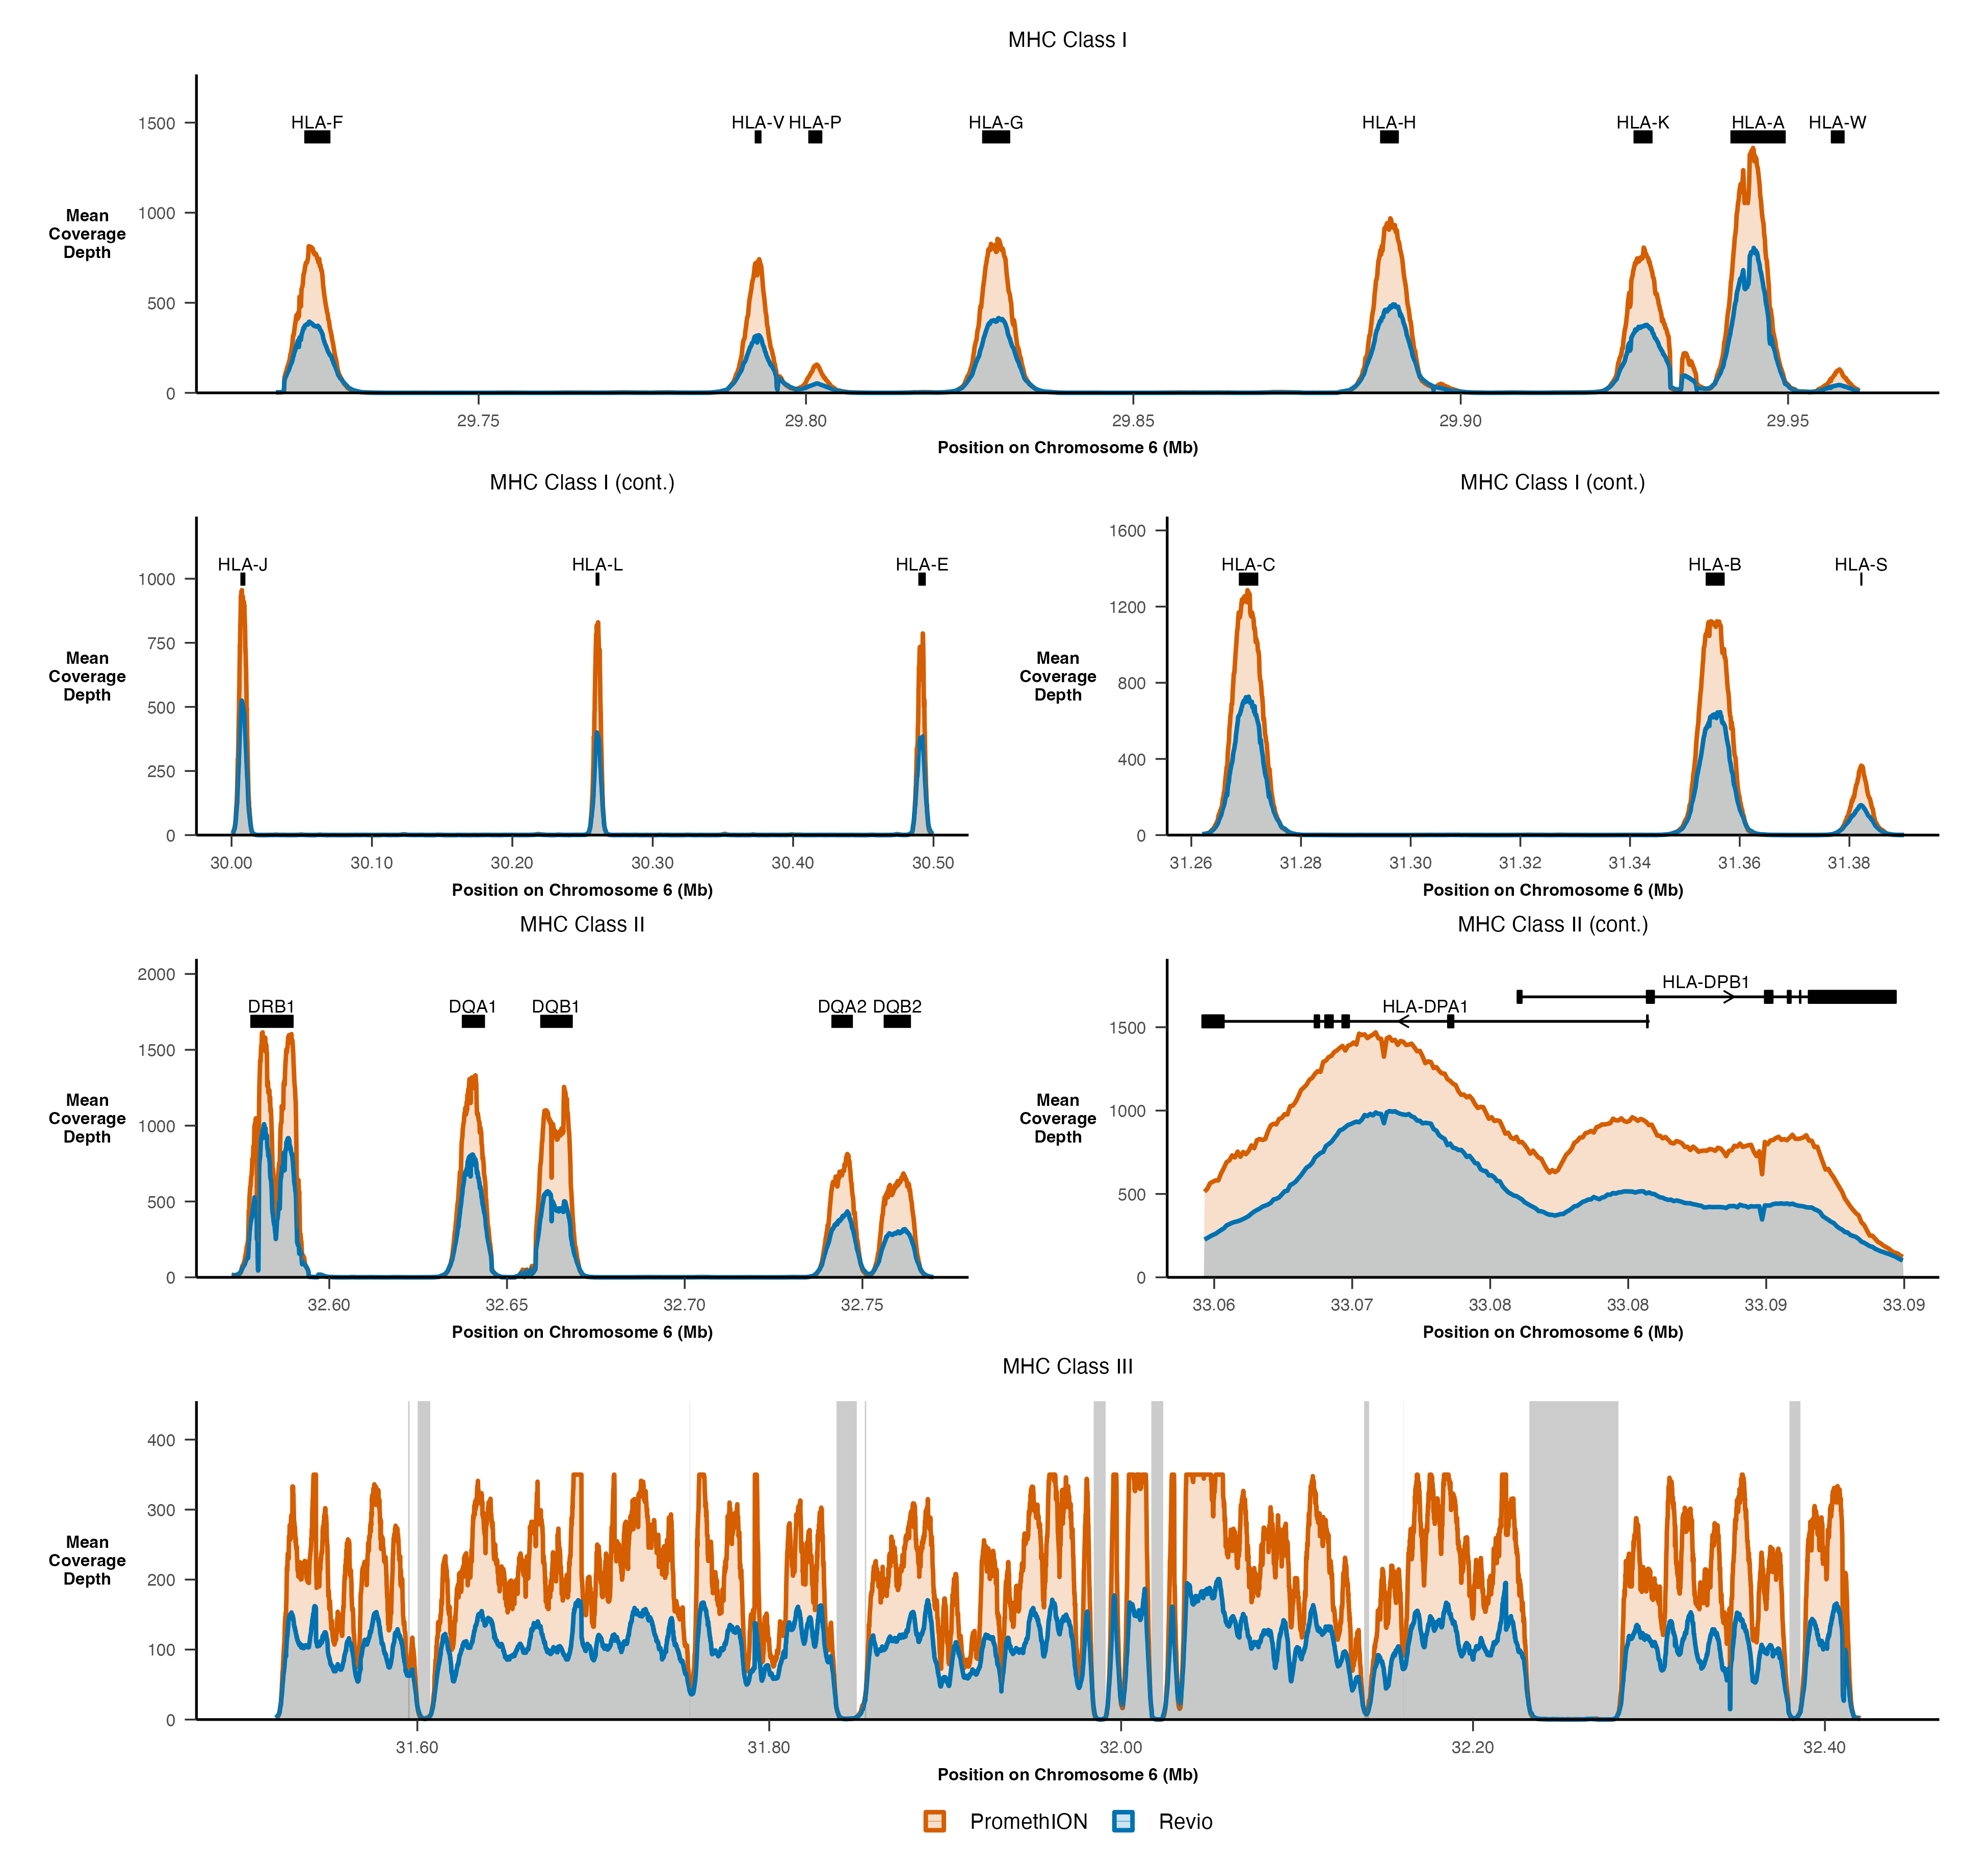 MHC Class I
1500
1000
500
0
Mean
Coverage
Depth
HLA-F
HLA-V HLA-P
HLA-G
HLA-H
HLA-K
HLA-A
HLA-W
29.75
29.80
29.85
29.90
29.95
Position on Chromosome 6 (Mb)
MHC Class I (cont.)
1000
750
500
250
0
Mean
Coverage
Depth
HLA-J
HLA-L
HLA-E
30.00
30.10
30.20
30.30
30.40
30.50
Position on Chromosome 6 (Mb)
MHC Class I (cont.)
1600
1200
800
400
0
Mean
Coverage
Depth
HLA-C
HLA-B
HLA-S
31.26
31.28
31.30
31.32
31.34
31.36
31.38
Position on Chromosome 6 (Mb)
MHC Class II
2000
1500
1000
500
0
Mean
Coverage
Depth
DRB1
DQA1
DQB1
DQA2 DQB2
32.60
32.65
32.70
32.75
Position on Chromosome 6 (Mb)
MHC Class II (cont.)
1500
1000
500
0
Mean
Coverage
Depth
HLA-DPB1
HLA-DPA1
33.06
33.07
33.08
33.08
33.09
33.09
Position on Chromosome 6 (Mb)
MHC Class III
400
300
200
100
0
Mean
Coverage
Depth
31.60
31.80
32.00
32.20
32.40
Position on Chromosome 6 (Mb)
PromethION
Revio